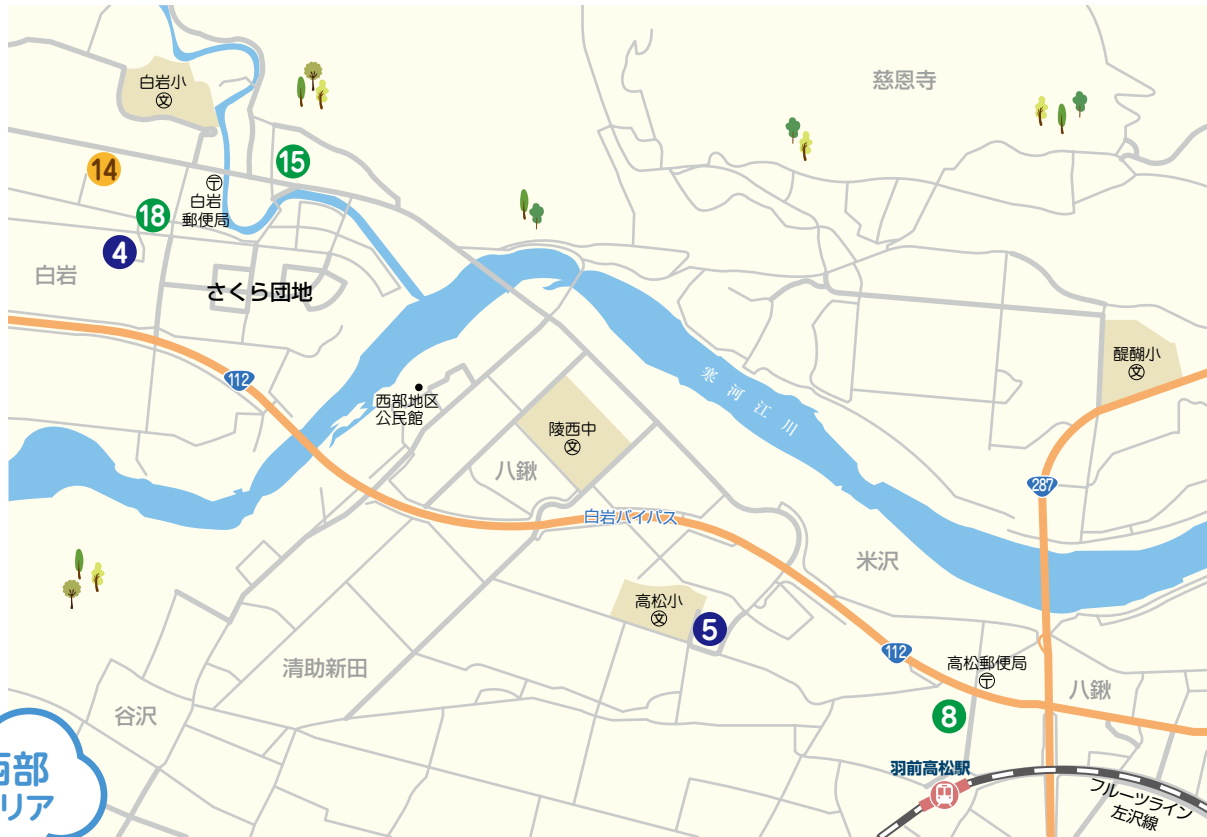 慈恩寺
白岩小
文
14
15
〒
白岩
郵便局
18
4
白岩
さくら団地
112
西部地区
公民館
寒河江川
醍醐小
文
陵西中
文
八鍬
287
白岩バイパス
米沢
高松小
文
5
112
高松郵便局
〒
清助新田
八鍬
谷沢
8
西部
リア
羽前高松駅
フルーツライン
左沢線